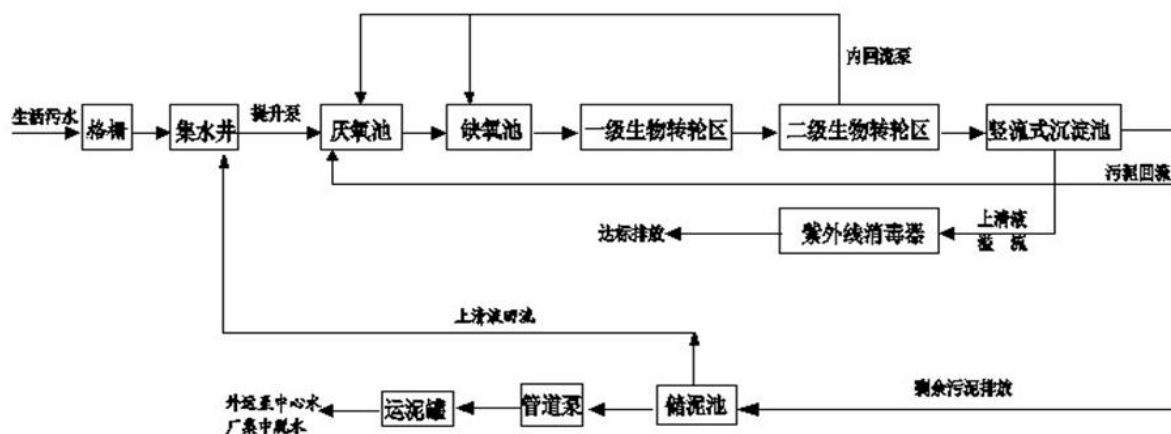 内回流泵
生活污水
格栅
集水井
提升泵
厌氧池
缺氧池
一级生物转轮区
二级生物转轮区
竖流式沉淀池
污泥回流
达标排放
紫外线消毒器
上清液
溢 流
上清液回流
剩余污泥排放
外运至中心水
厂集中脱水
运泥罐
管道泵
储泥池